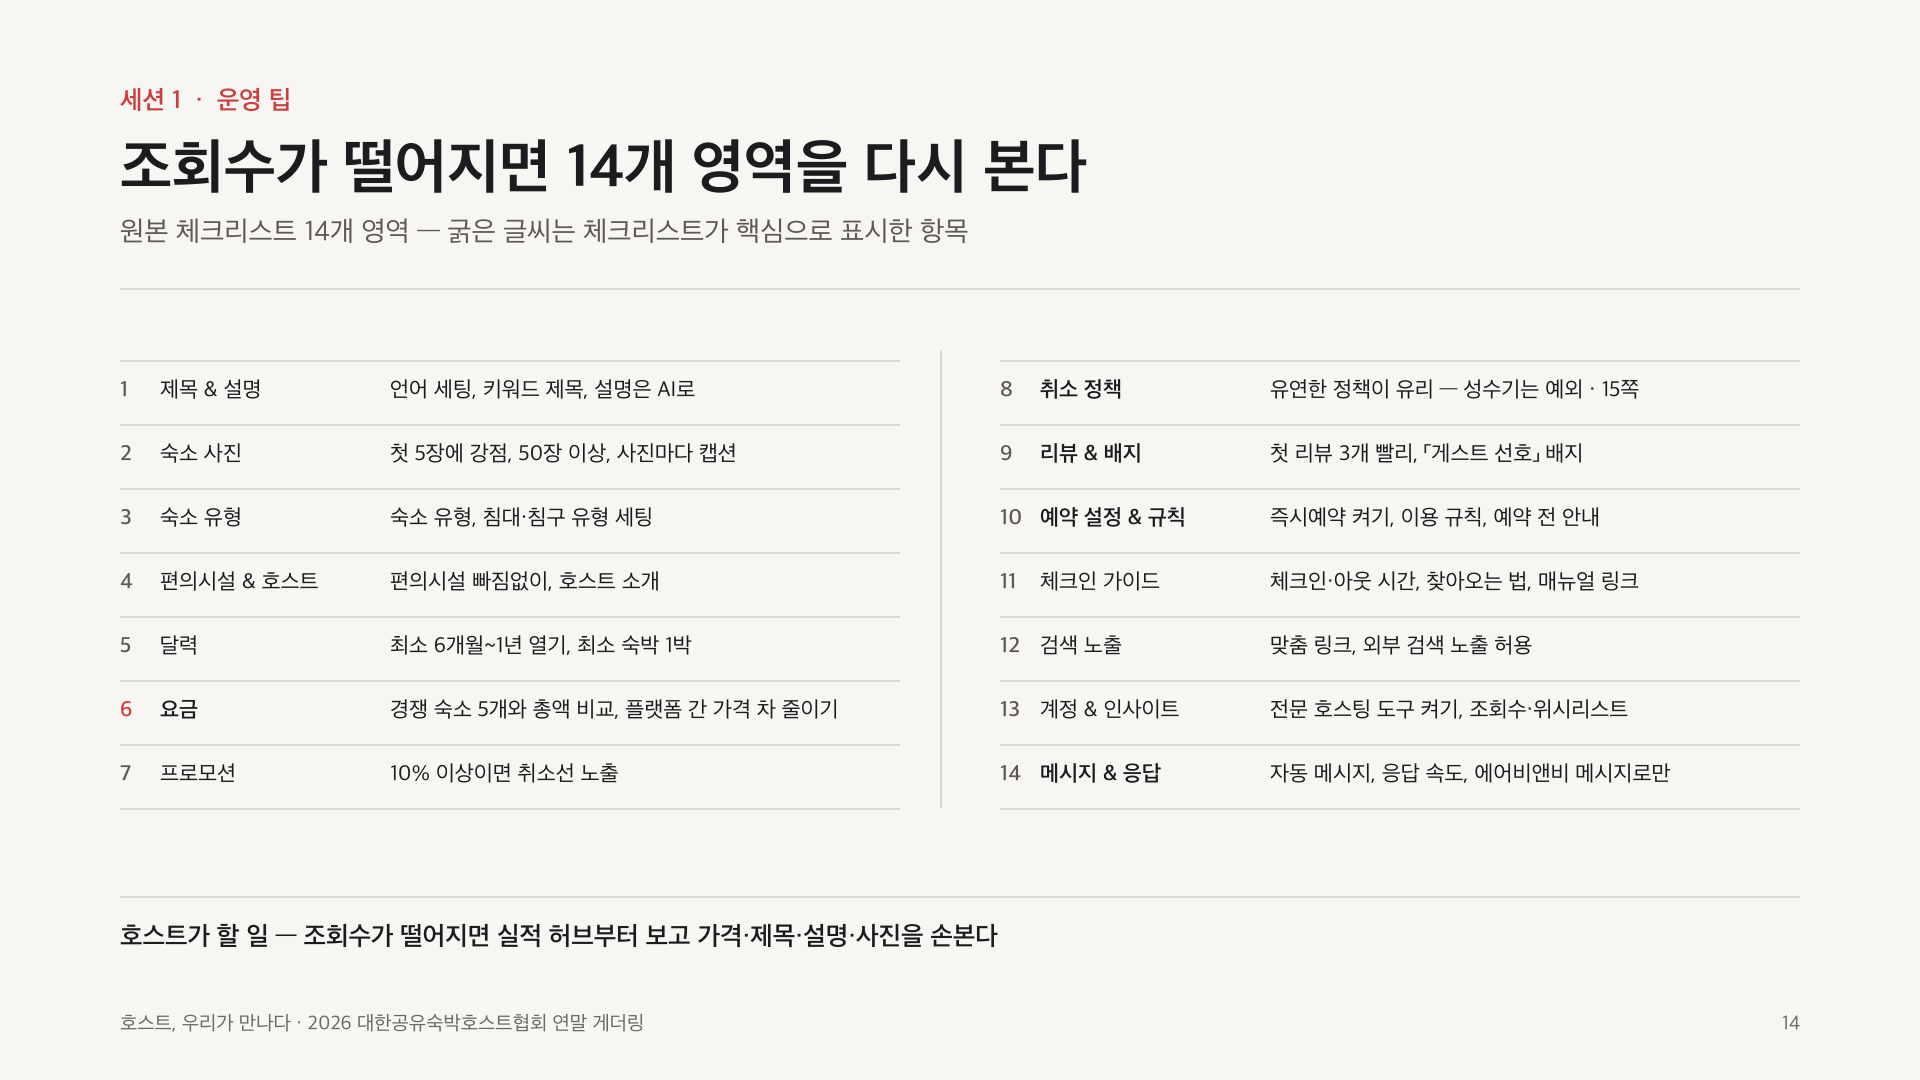 세션 1 · 운영 팁
조회수가 떨어지면 14개 영역을 다시 본다
원본 체크리스트 14개 영역 — 굵은 글씨는 체크리스트가 핵심으로 표시한 항목
1 제목 & 설명 언어 세팅, 키워드 제목, 설명은 AI로
2 숙소 사진 첫 5장에 강점, 50장 이상, 사진마다 캡션
3 숙소 유형 숙소 유형, 침대·침구 유형 세팅
4 편의시설 & 호스트 편의시설 빠짐없이, 호스트 소개
5 달력 최소 6개월~1년 열기, 최소 숙박 1박
6 요금 경쟁 숙소 5개와 총액 비교, 플랫폼 간 가격 차 줄이기
7 프로모션 10% 이상이면 취소선 노출
8 취소 정책 유연한 정책이 유리 — 성수기는 예외 · 15쪽
9 리뷰 & 배지 첫 리뷰 3개 빨리, 「게스트 선호」 배지
10 예약 설정 & 규칙 즉시예약 켜기, 이용 규칙, 예약 전 안내
11 체크인 가이드 체크인·아웃 시간, 찾아오는 법, 매뉴얼 링크
12 검색 노출 맞춤 링크, 외부 검색 노출 허용
13 계정 & 인사이트 전문 호스팅 도구 켜기, 조회수·위시리스트
14 메시지 & 응답 자동 메시지, 응답 속도, 에어비앤비 메시지로만
호스트가 할 일 — 조회수가 떨어지면 실적 허브부터 보고 가격·제목·설명·사진을 손본다
호스트, 우리가 만나다 · 2026 대한공유숙박호스트협회 연말 게더링
14